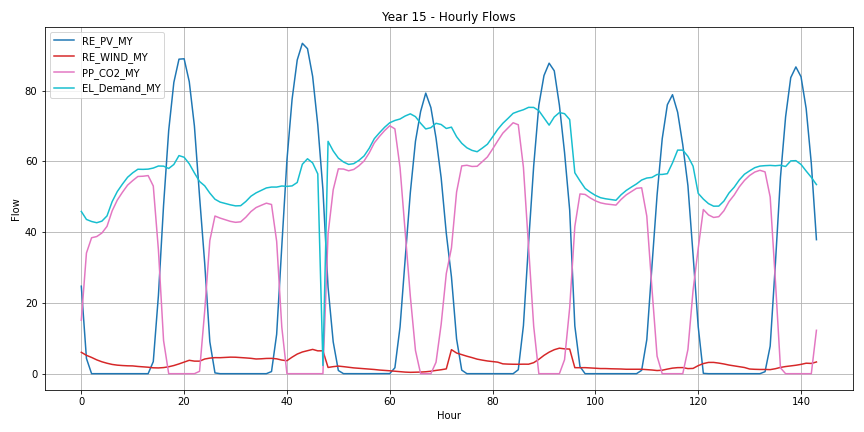 Year 15 - Hourly Flows
RE_PV_MY
RE_WIND_MY
PP_CO2_MY
EL_Demand_MY
Flow
80
60
40
20
0
0 20 40 60 80 100 120 140
Hour